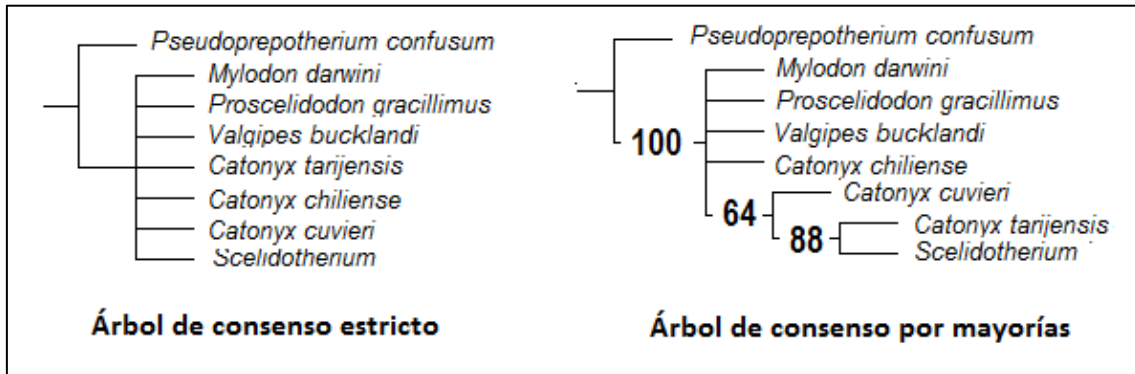 Pseudoprepotherium confusum
Mylodon darwini
Proscelidodon gracillimus
Valgipes bucklandi
Catonyx tarijensis
Catonyx chiliense
Catonyx cuvieri
Scelidotherium
Árbol de consenso estricto
Pseudoprepotherium confusum
Mylodon darwini
Proscelidodon gracillimus
100
Valgipes bucklandi
Catonyx chiliense
Catonyx cuvieri
64
Catonyx tarijensis
88
Scelidotherium
Árbol de consenso por mayorías